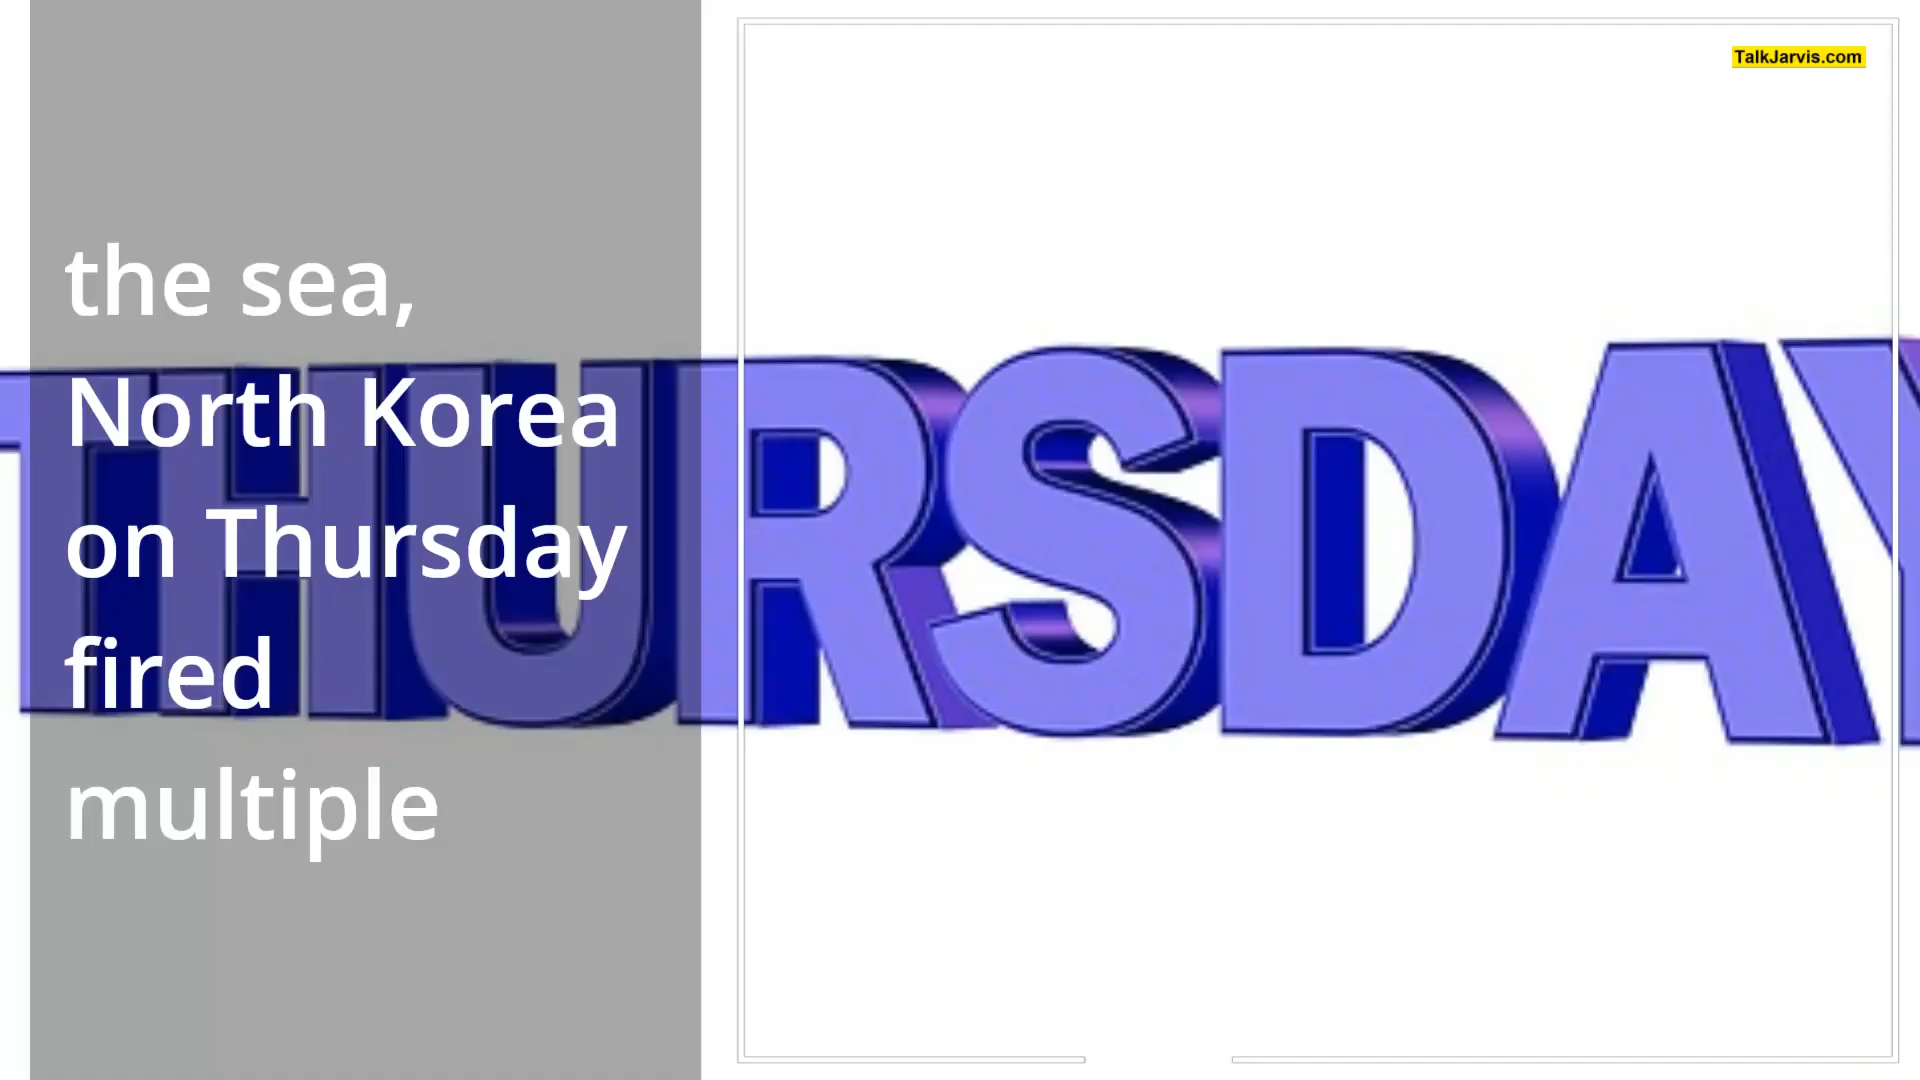 TalkJarvis.com
the sea,
North Korea
on Thursday
fired
multiple
THURSDAY